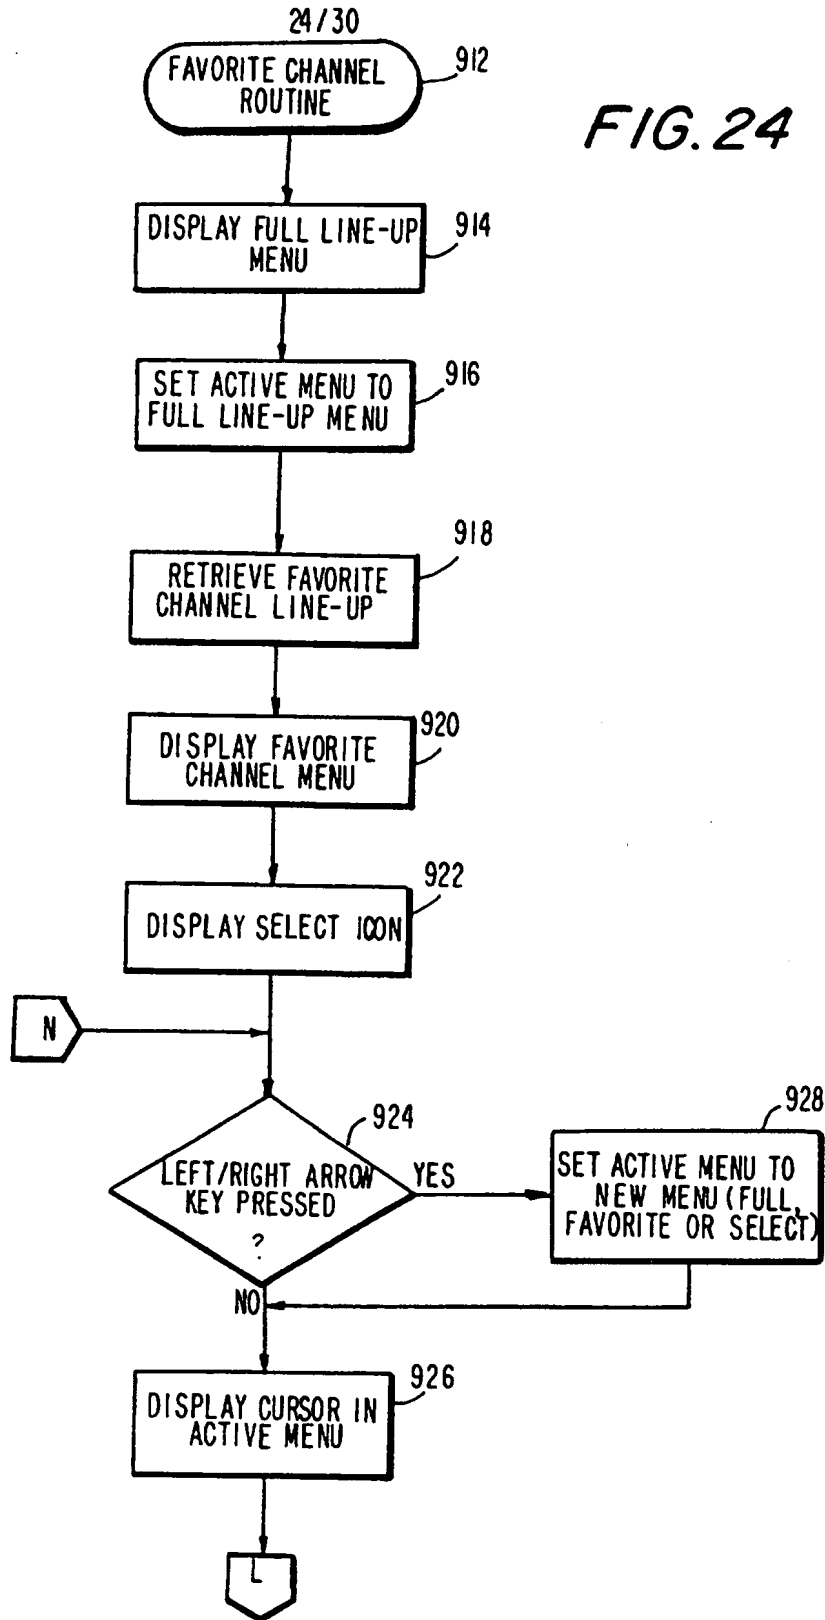 24/30
FAVORITE CHANNEL
ROUTINE
912
FIG. 24
DISPLAY FULL LINE-UP
MENU
914
SET ACTIVE MENU TO
FULL LINE-UP MENU
916
RETRIEVE FAVORITE
CHANNEL LINE-UP
918
DISPLAY FAVORITE
CHANNEL MENU
920
DISPLAY SELECT ICON
922
N
LEFT/RIGHT ARROW
KEY PRESSED
?
924
YES
SET ACTIVE MENU TO
NEW MENU (FULL,
FAVORITE OR SELECT)
928
NO
DISPLAY CURSOR IN
ACTIVE MENU
926
L